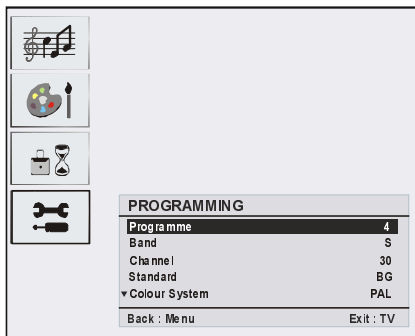 PROGRAMMING
Programme 4
Band S
Channel 30
Standard BG
Colour System PAL
Back : Menu Exit : TV